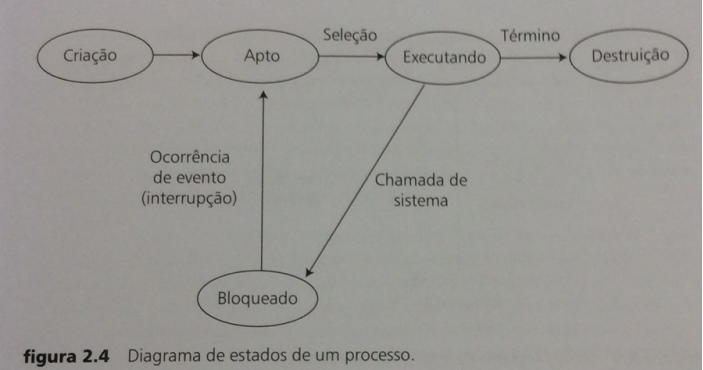 Criação
Apto
Seleção
Executando
Término
Destruição
Ocorrência
de evento
(interrupção)
Chamada de
sistema
Bloqueado
figura 2.4 Diagrama de estados de um processo.